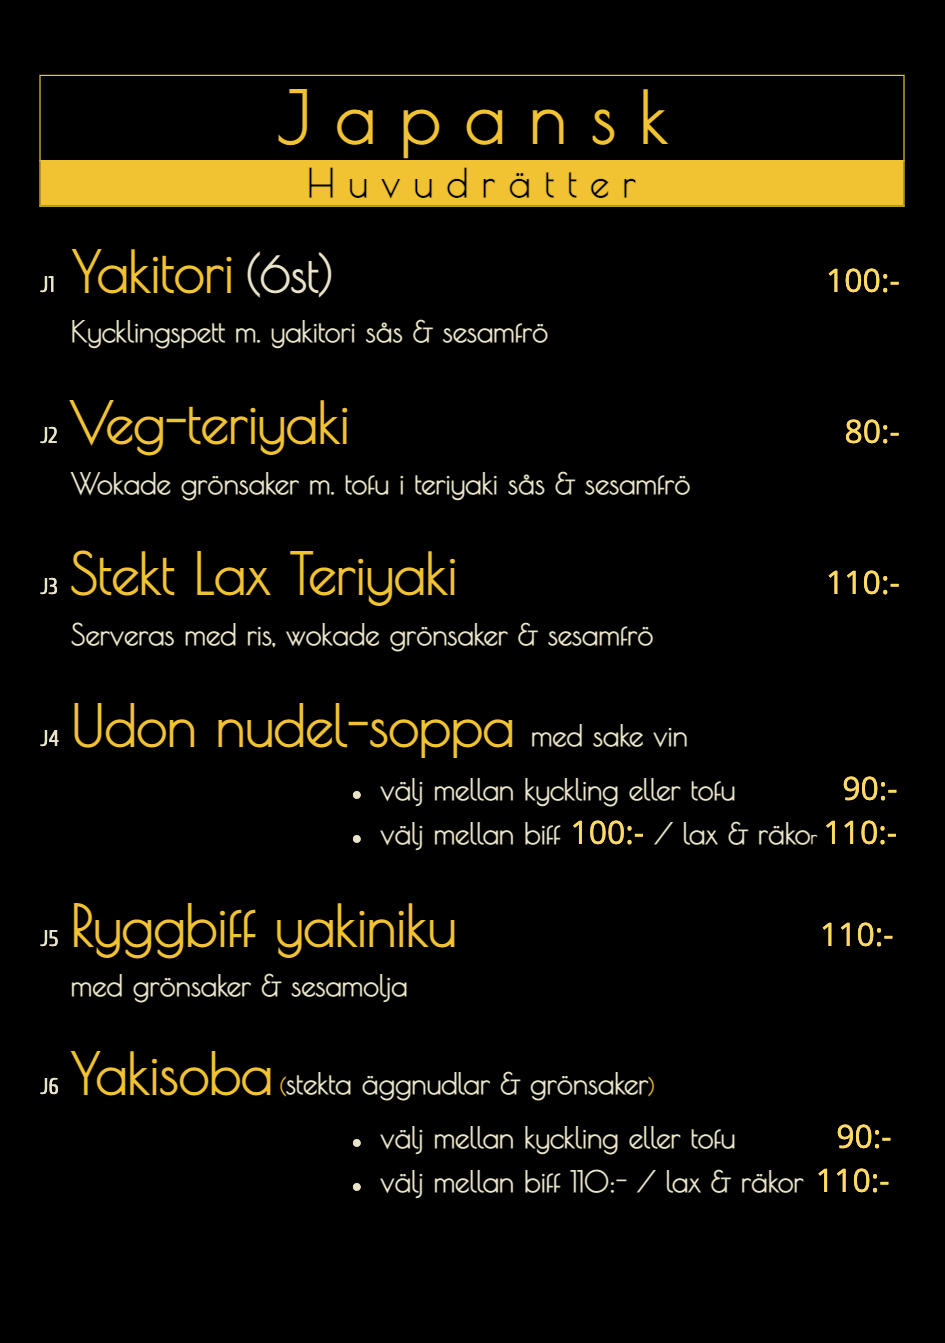 Japansk
Huvudrätter
J1 Yakitori (6st) 100:-
Kycklingspett m. yakitori sås & sesamfrö
J2 Veg-teriyaki 80:-
Wokade grönsaker m. tofu i teriyaki sås & sesamfrö
J3 Stekt Lax Teriyaki 110:-
Serveras med ris, wokade grönsaker & sesamfrö
J4 Udon nudel-soppa med sake vin
• välj mellan kyckling eller tofu 90:-
• välj mellan biff 100:- / lax & räkor 110:-
J5 Ryggbiff yakiniku 110:-
med grönsaker & sesamolja
J6 Yakisoba (stekta äggnudlar & grönsaker)
• välj mellan kyckling eller tofu 90:-
• välj mellan biff 110:- / lax & räkor 110:-